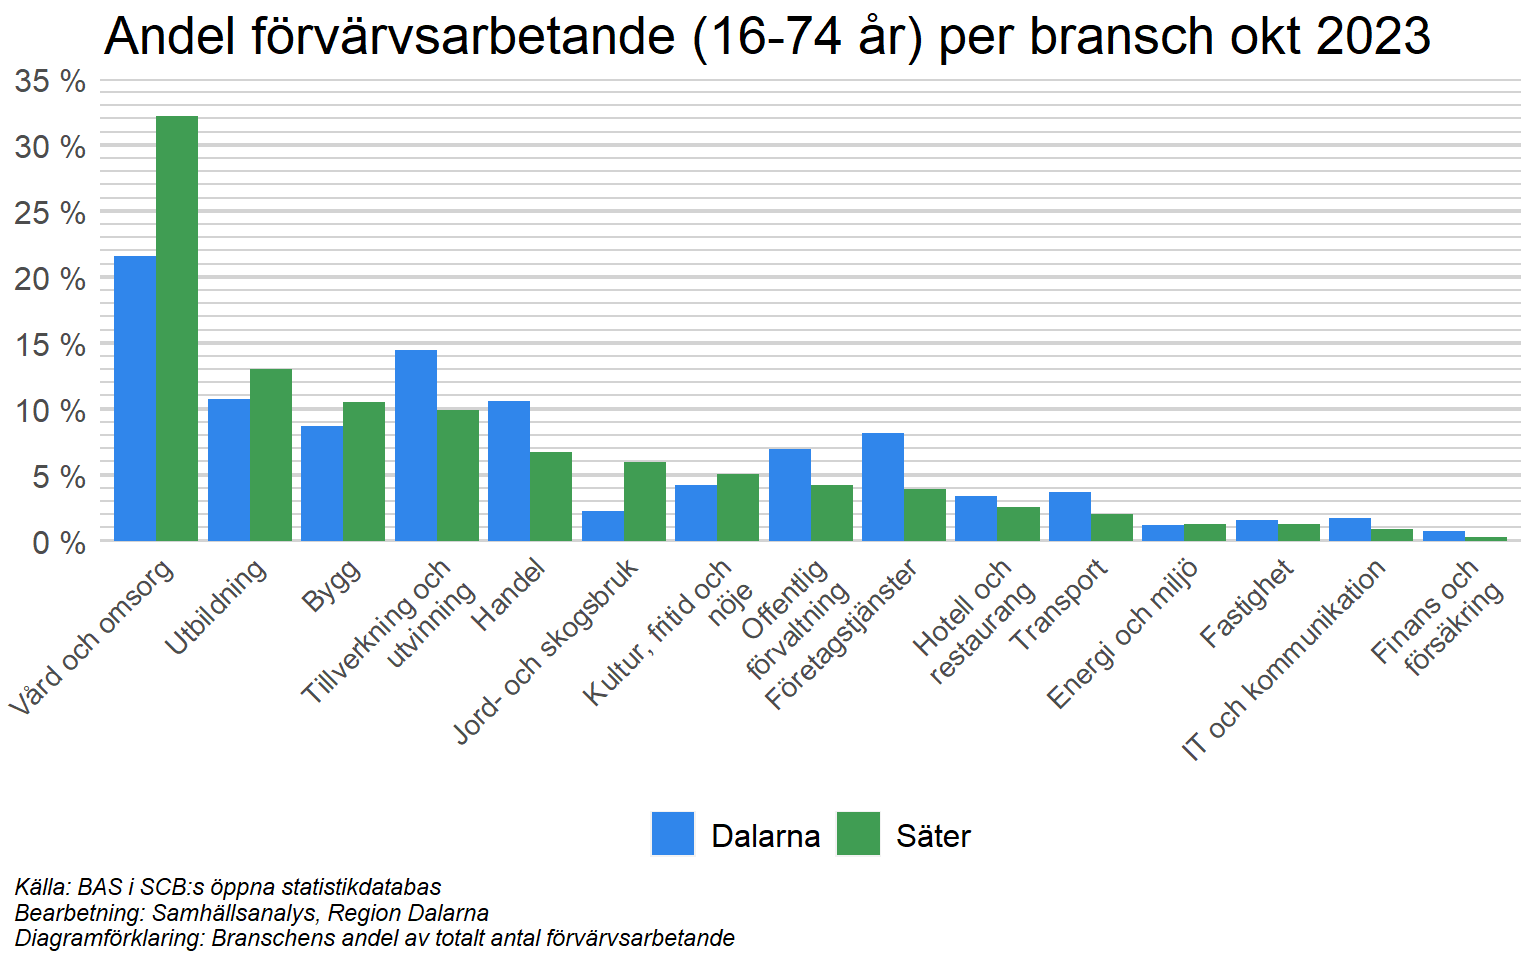 Andel förvärvsarbetande (16-74 år) per bransch okt 2023
35 %
30 %
25 %
20 %
15 %
10 %
5 %
0 %
Vård och omsorg
Utbildning
Bygg
Tillverkning och
utvinning
Handel
Jord- och skogsbruk
Kultur, fritid och
nöje
Offentlig
förvaltning
Företagstjänster
Hotell och
restaurang
Transport
Energi och miljö
Fastighet
IT och kommunikation
Finans och
försäkring
Dalarna
Säter
Källa: BAS i SCB:s öppna statistikdatabas
Bearbetning: Samhällsanalys, Region Dalarna
Diagramförklaring: Branschens andel av totalt antal förvärvsarbetande